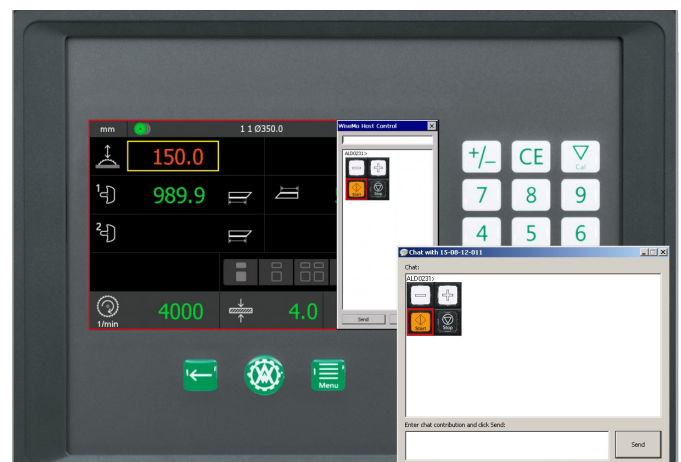 mm
1 1 Ø350.0
150.0
1
989.9
2
4000
1/min
4.0
Menu
WiseMo Host Control
ALD0231>
Start
Stop
Send
+/_
CE
Cal
7
8
9
4
5
6
Chat with 15-08-12-011
Chat:
ALD0231>
Start
Stop
Enter chat contribution and click Send:
Send